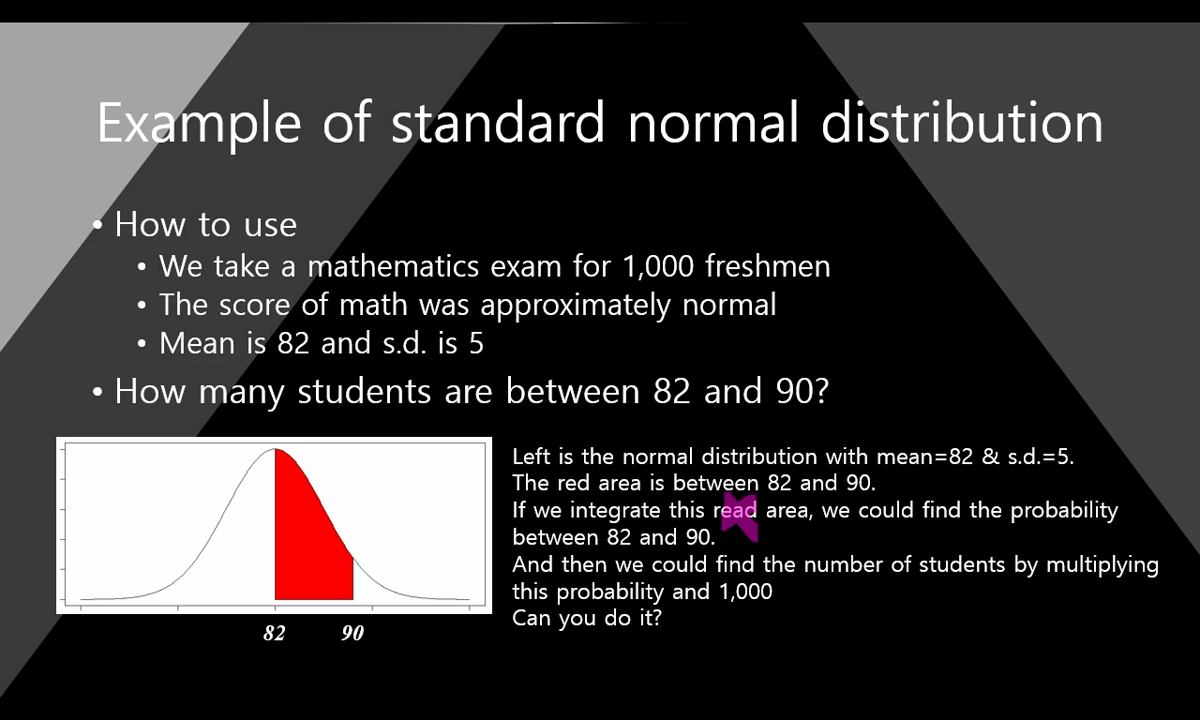 Example of standard normal distribution
• How to use
• We take a mathematics exam for 1,000 freshmen
• The score of math was approximately normal
• Mean is 82 and s.d. is 5
• How many students are between 82 and 90?
Left is the normal distribution with mean=82 & s.d.=5.
The red area is between 82 and 90.
If we integrate this read area, we could find the probability
between 82 and 90.
And then we could find the number of students by multiplying
this probability and 1,000
Can you do it?
82 90